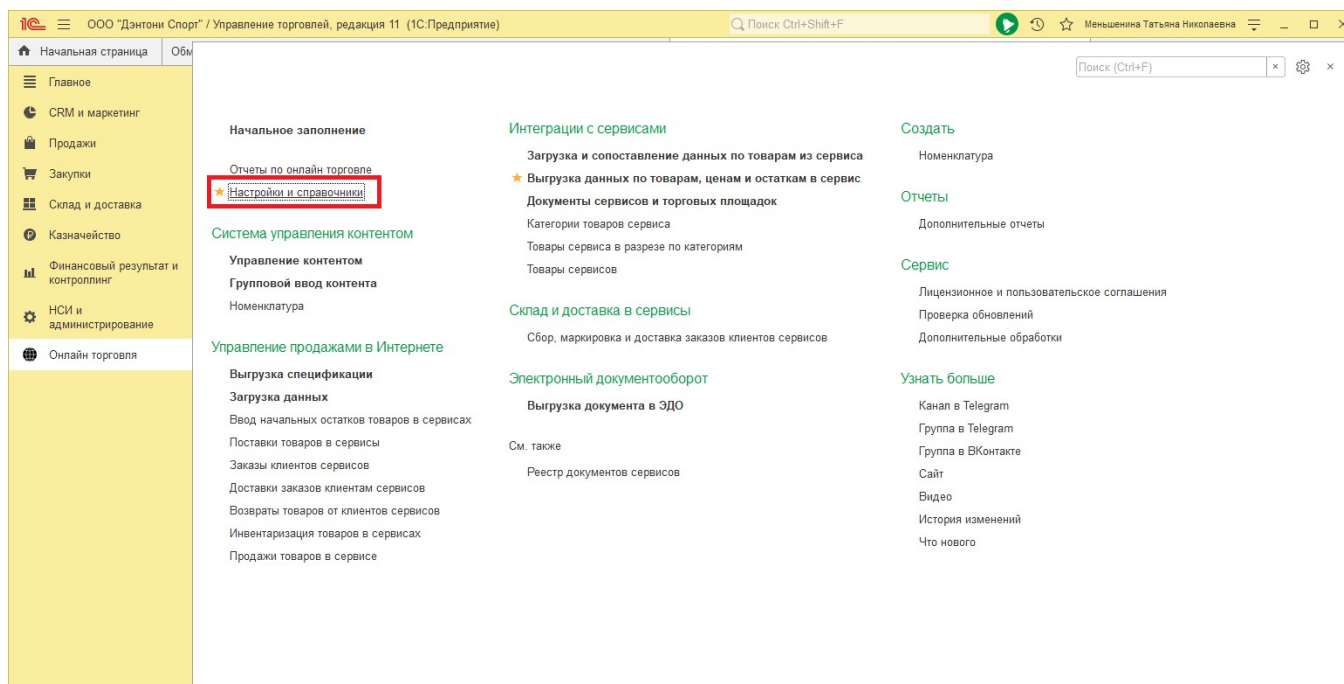 1С ООО "Дэнтони Спорт" / Управление торговлей, редакция 11 (1С:Предприятие)
Поиск Ctrl+Shift+F
Меньшенина Татьяна Николаевна
Начальная страница
Обм
Поиск (Ctrl+F)
Главное
CRM и маркетинг
Продажи
Закупки
Склад и доставка
Казначейство
Финансовый результат и
контроллинг
НСИ и
администрирование
Онлайн торговля
Начальное заполнение
Отчеты по онлайн торговле
Настройки и справочники
Система управления контентом
Управление контентом
Групповой ввод контента
Номенклатура
Управление продажами в Интернете
Выгрузка спецификации
Загрузка данных
Ввод начальных остатков товаров в сервисах
Поставки товаров в сервисы
Заказы клиентов сервисов
Доставки заказов клиентам сервисов
Возвраты товаров от клиентов сервисов
Инвентаризация товаров в сервисах
Продажи товаров в сервисе
Интеграции с сервисами
Загрузка и сопоставление данных по товарам из сервиса
Выгрузка данных по товарам, ценам и остаткам в сервис
Документы сервисов и торговых площадок
Категории товаров сервиса
Товары сервиса в разрезе по категориям
Товары сервисов
Склад и доставка в сервисы
Сбор, маркировка и доставка заказов клиентов сервисов
Электронный документооборот
Выгрузка документа в ЭДО
См. также
Реестр документов сервисов
Создать
Номенклатура
Отчеты
Дополнительные отчеты
Сервис
Лицензионное и пользовательское соглашения
Проверка обновлений
Дополнительные обработки
Узнать больше
Канал в Telegram
Группа в Telegram
Группа в ВКонтакте
Сайт
Видео
История изменений
Что нового